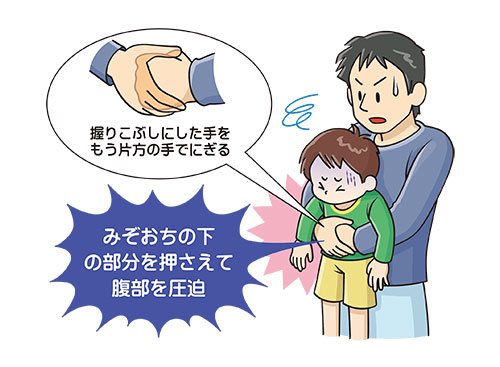 握りこぶしにした手を
もう片方の手でにぎる
みぞおちの下
の部分を押さえて
腹部を圧迫